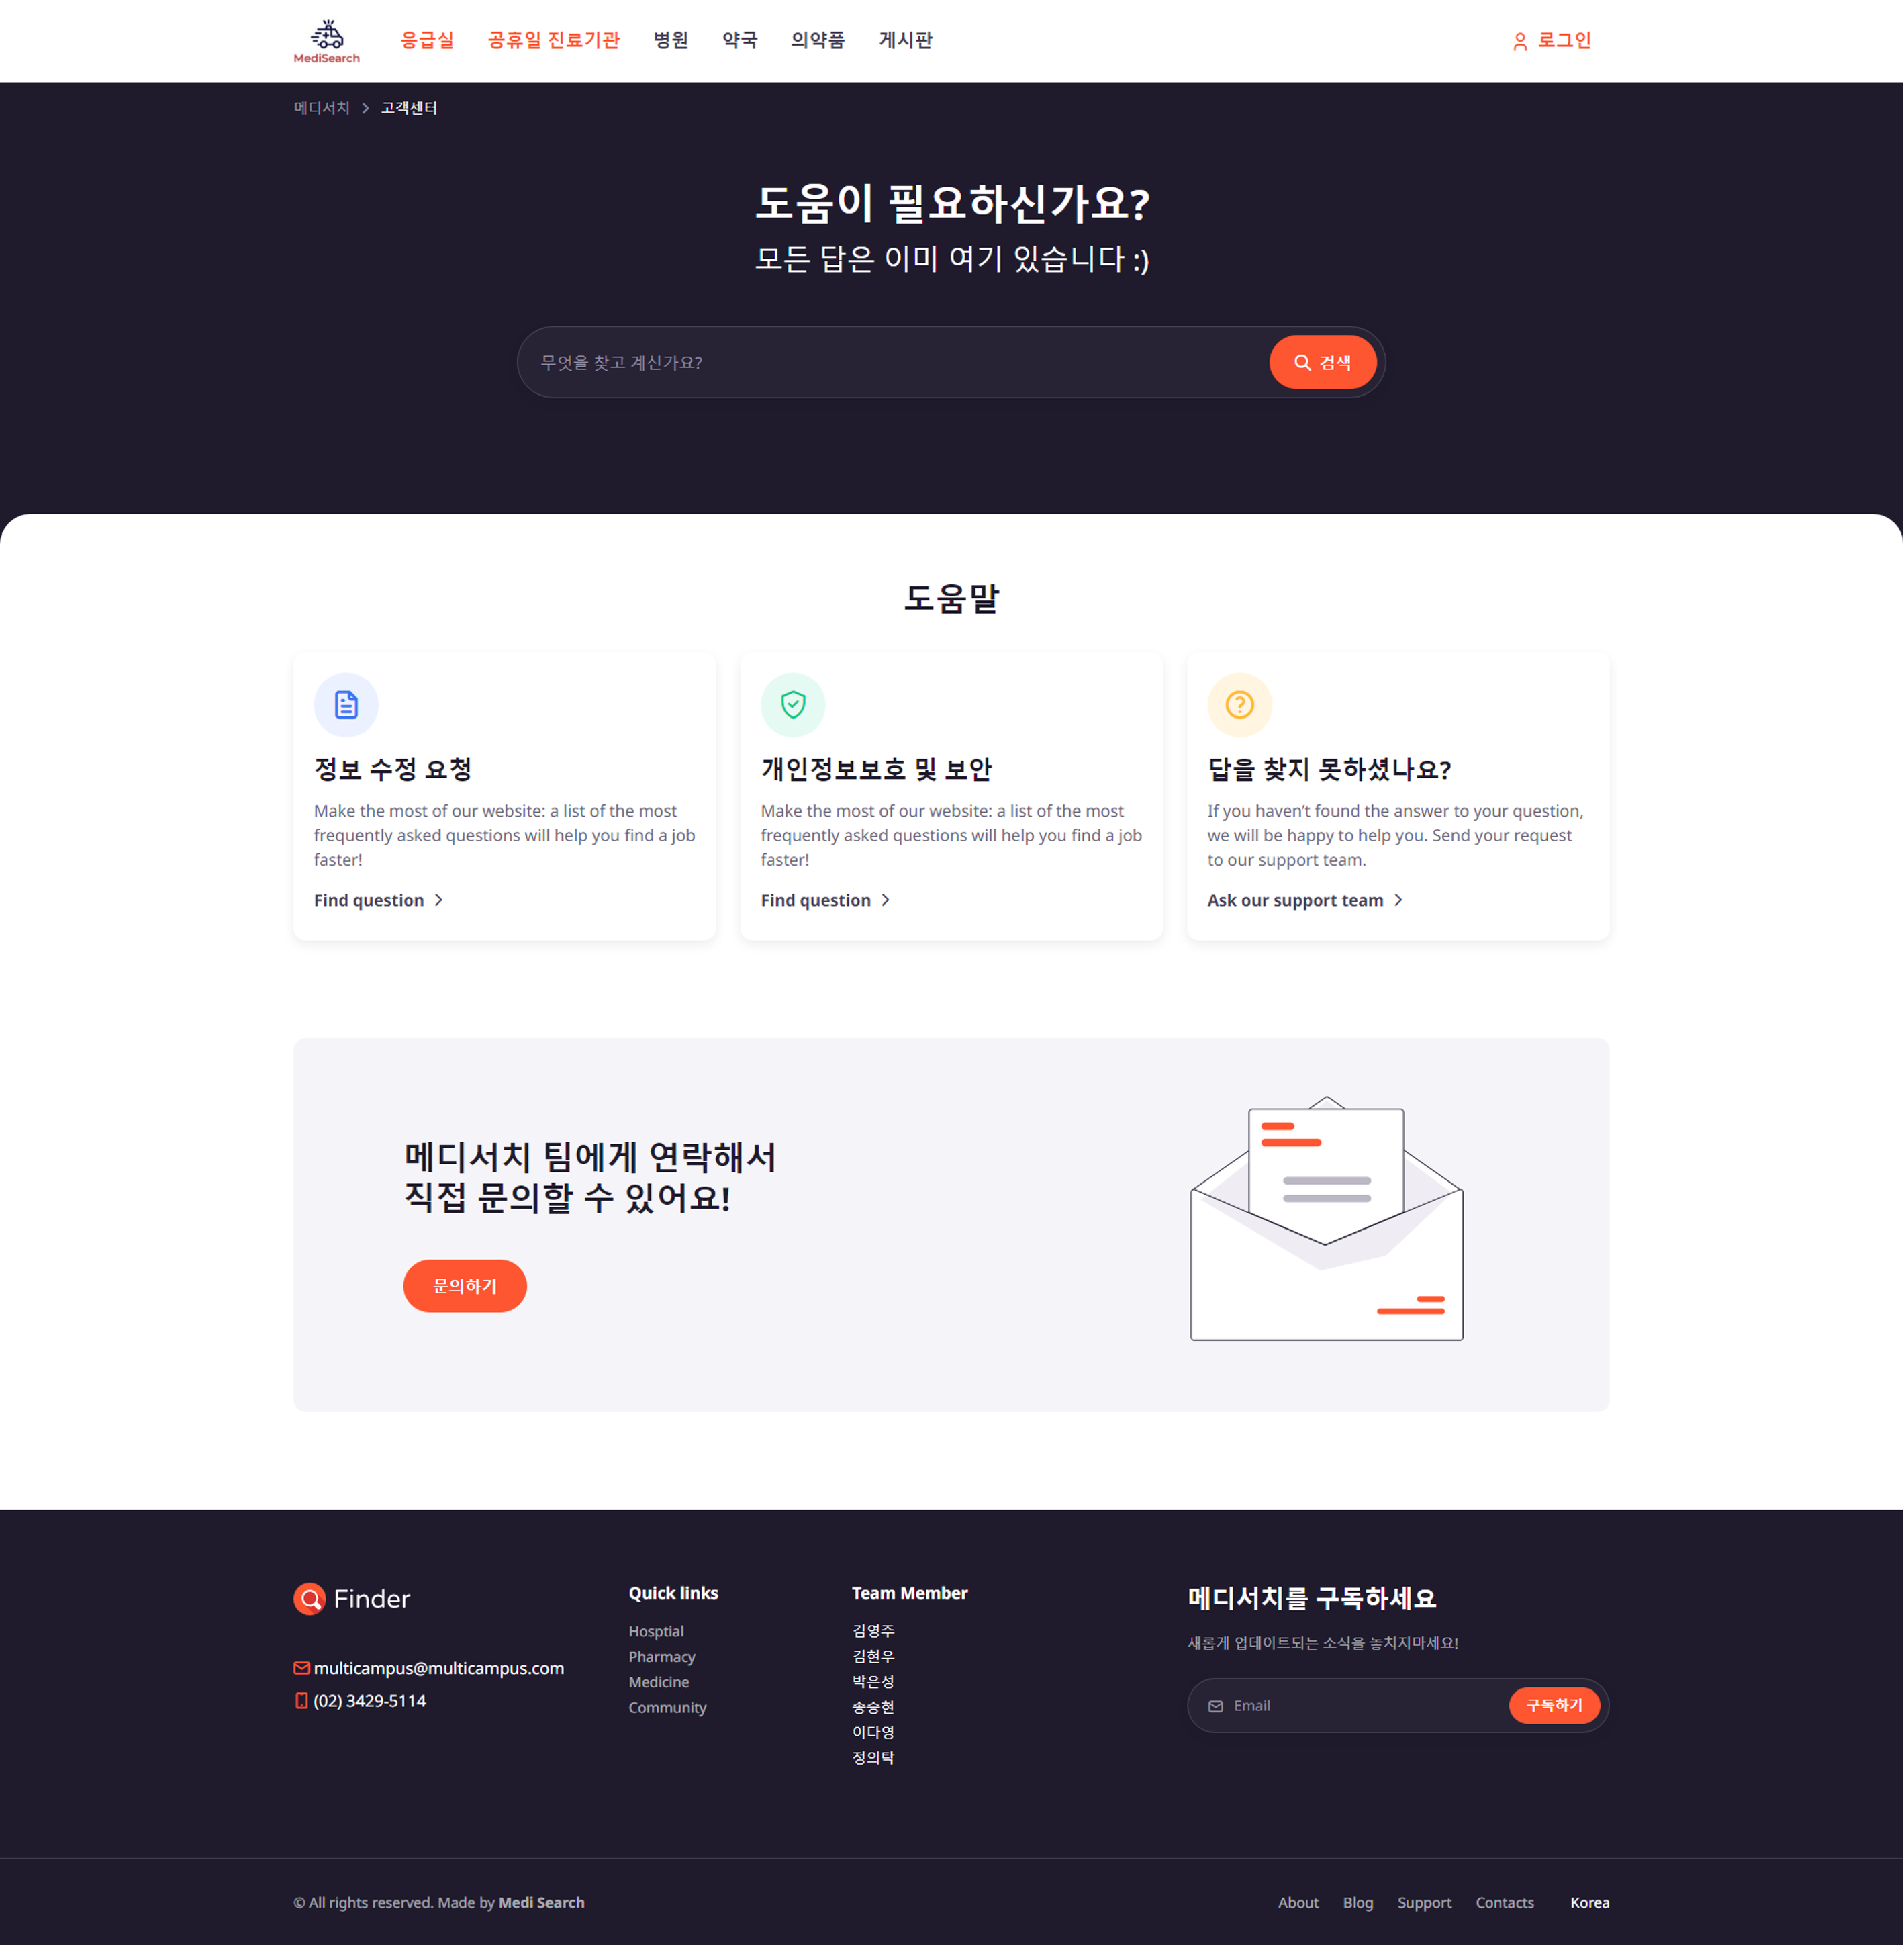 MediSearch
응급실
공휴일 진료기관
병원
약국
의약품
게시판
로그인
메디서치
고객센터
도움이 필요하신가요?
모든 답은 이미 여기 있습니다 :)
무엇을 찾고 계신가요?
검색
도움말
정보 수정 요청
Make the most of our website: a list of the most
frequently asked questions will help you find a job
faster!
Find question
개인정보보호 및 보안
Make the most of our website: a list of the most
frequently asked questions will help you find a job
faster!
Find question
답을 찾지 못하셨나요?
If you haven’t found the answer to your question,
we will be happy to help you. Send your request
to our support team.
Ask our support team
메디서치 팀에게 연락해서
직접 문의할 수 있어요!
문의하기
Finder
multicampus@multicampus.com
(02) 3429-5114
Quick links
Hosptial
Pharmacy
Medicine
Community
Team Member
김영주
김현우
박은성
송승현
이다영
정의탁
메디서치를 구독하세요
새롭게 업데이트되는 소식을 놓치지마세요!
Email
구독하기
© All rights reserved. Made by Medi Search
About
Blog
Support
Contacts
Korea